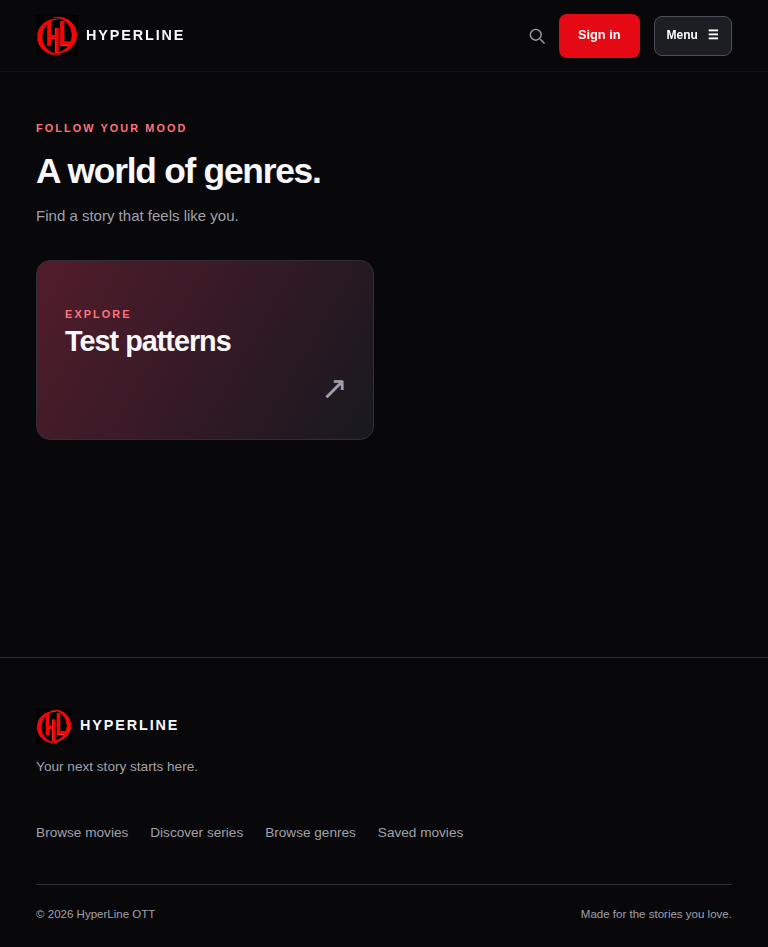 HL HYPERLINE
Sign in
Menu ☰
FOLLOW YOUR MOOD
A world of genres.
Find a story that feels like you.
EXPLORE
Test patterns
↗
HL HYPERLINE
Your next story starts here.
Browse movies Discover series Browse genres Saved movies
© 2026 HyperLine OTT Made for the stories you love.